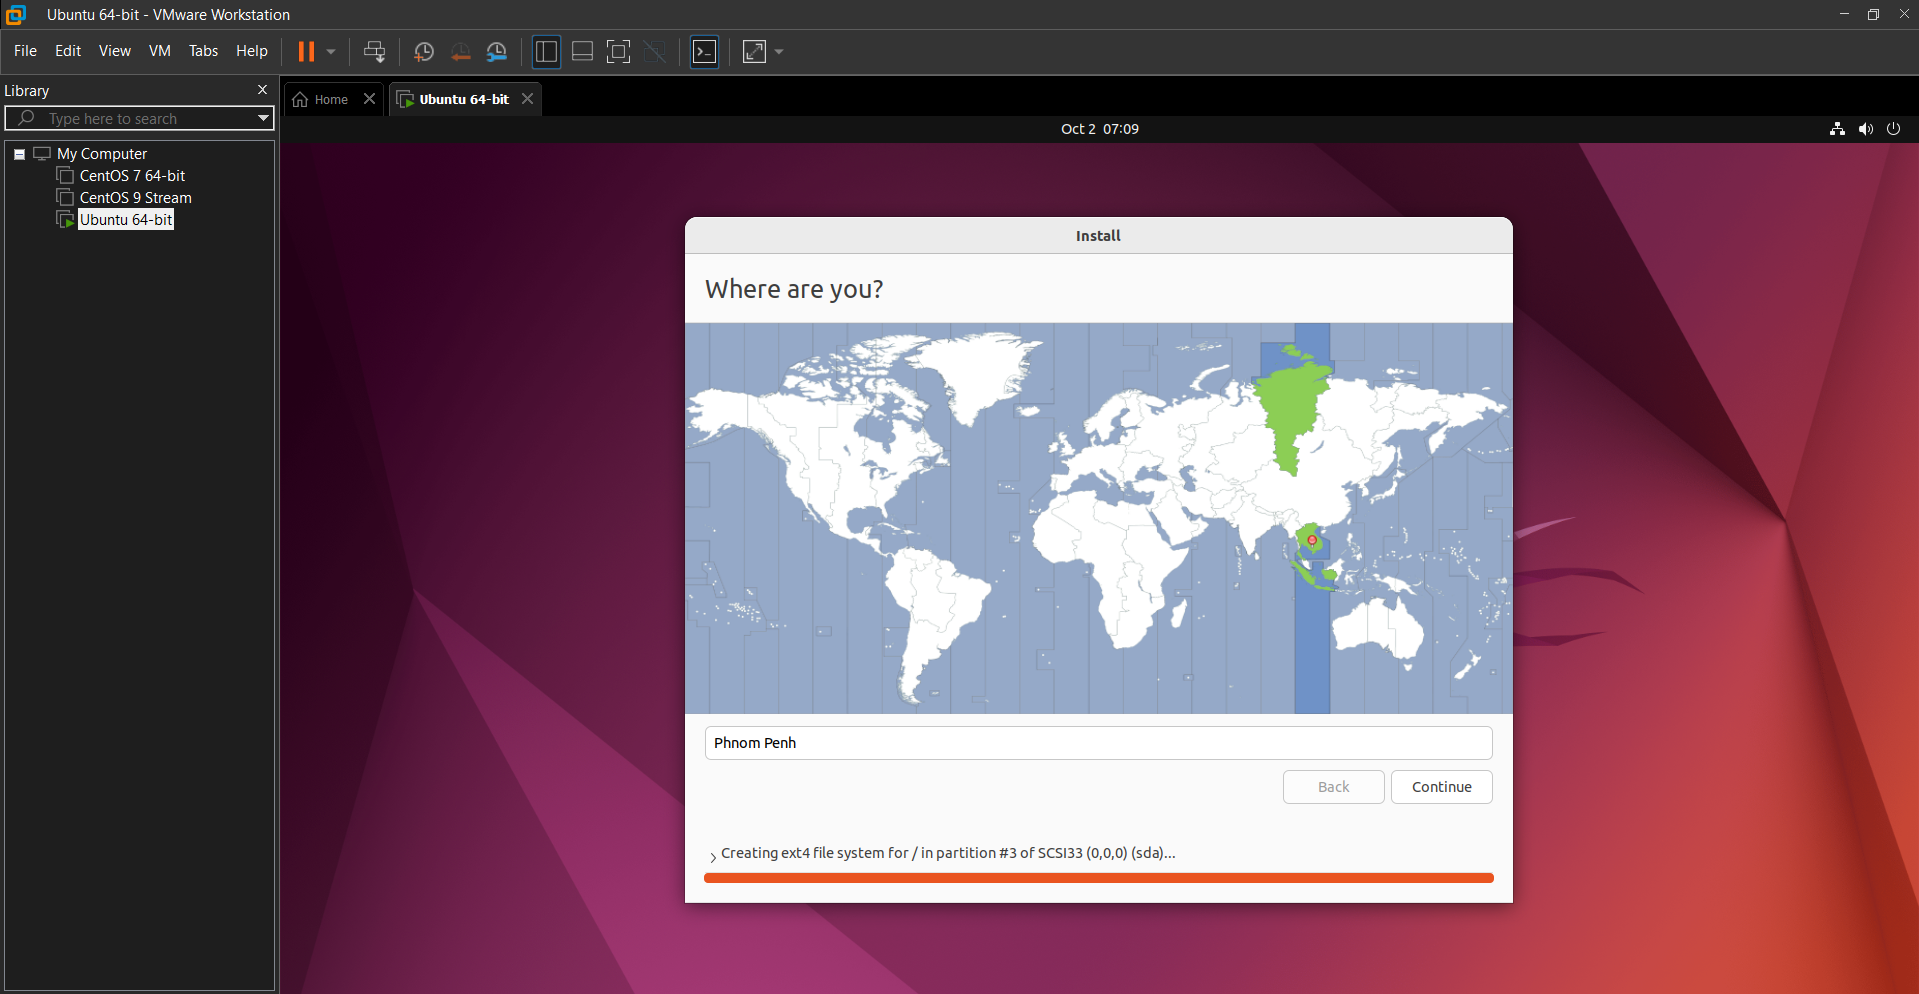 Ubuntu 64-bit - VMware Workstation
File Edit View VM Tabs Help
Library
Type here to search
My Computer
CentOS 7 64-bit
CentOS 9 Stream
Ubuntu 64-bit
Home
Ubuntu 64-bit
Oct 2 07:09
Install
Where are you?
Phnom Penh
Back
Continue
Creating ext4 file system for / in partition #3 of SCSI33 (0,0,0) (sda)...